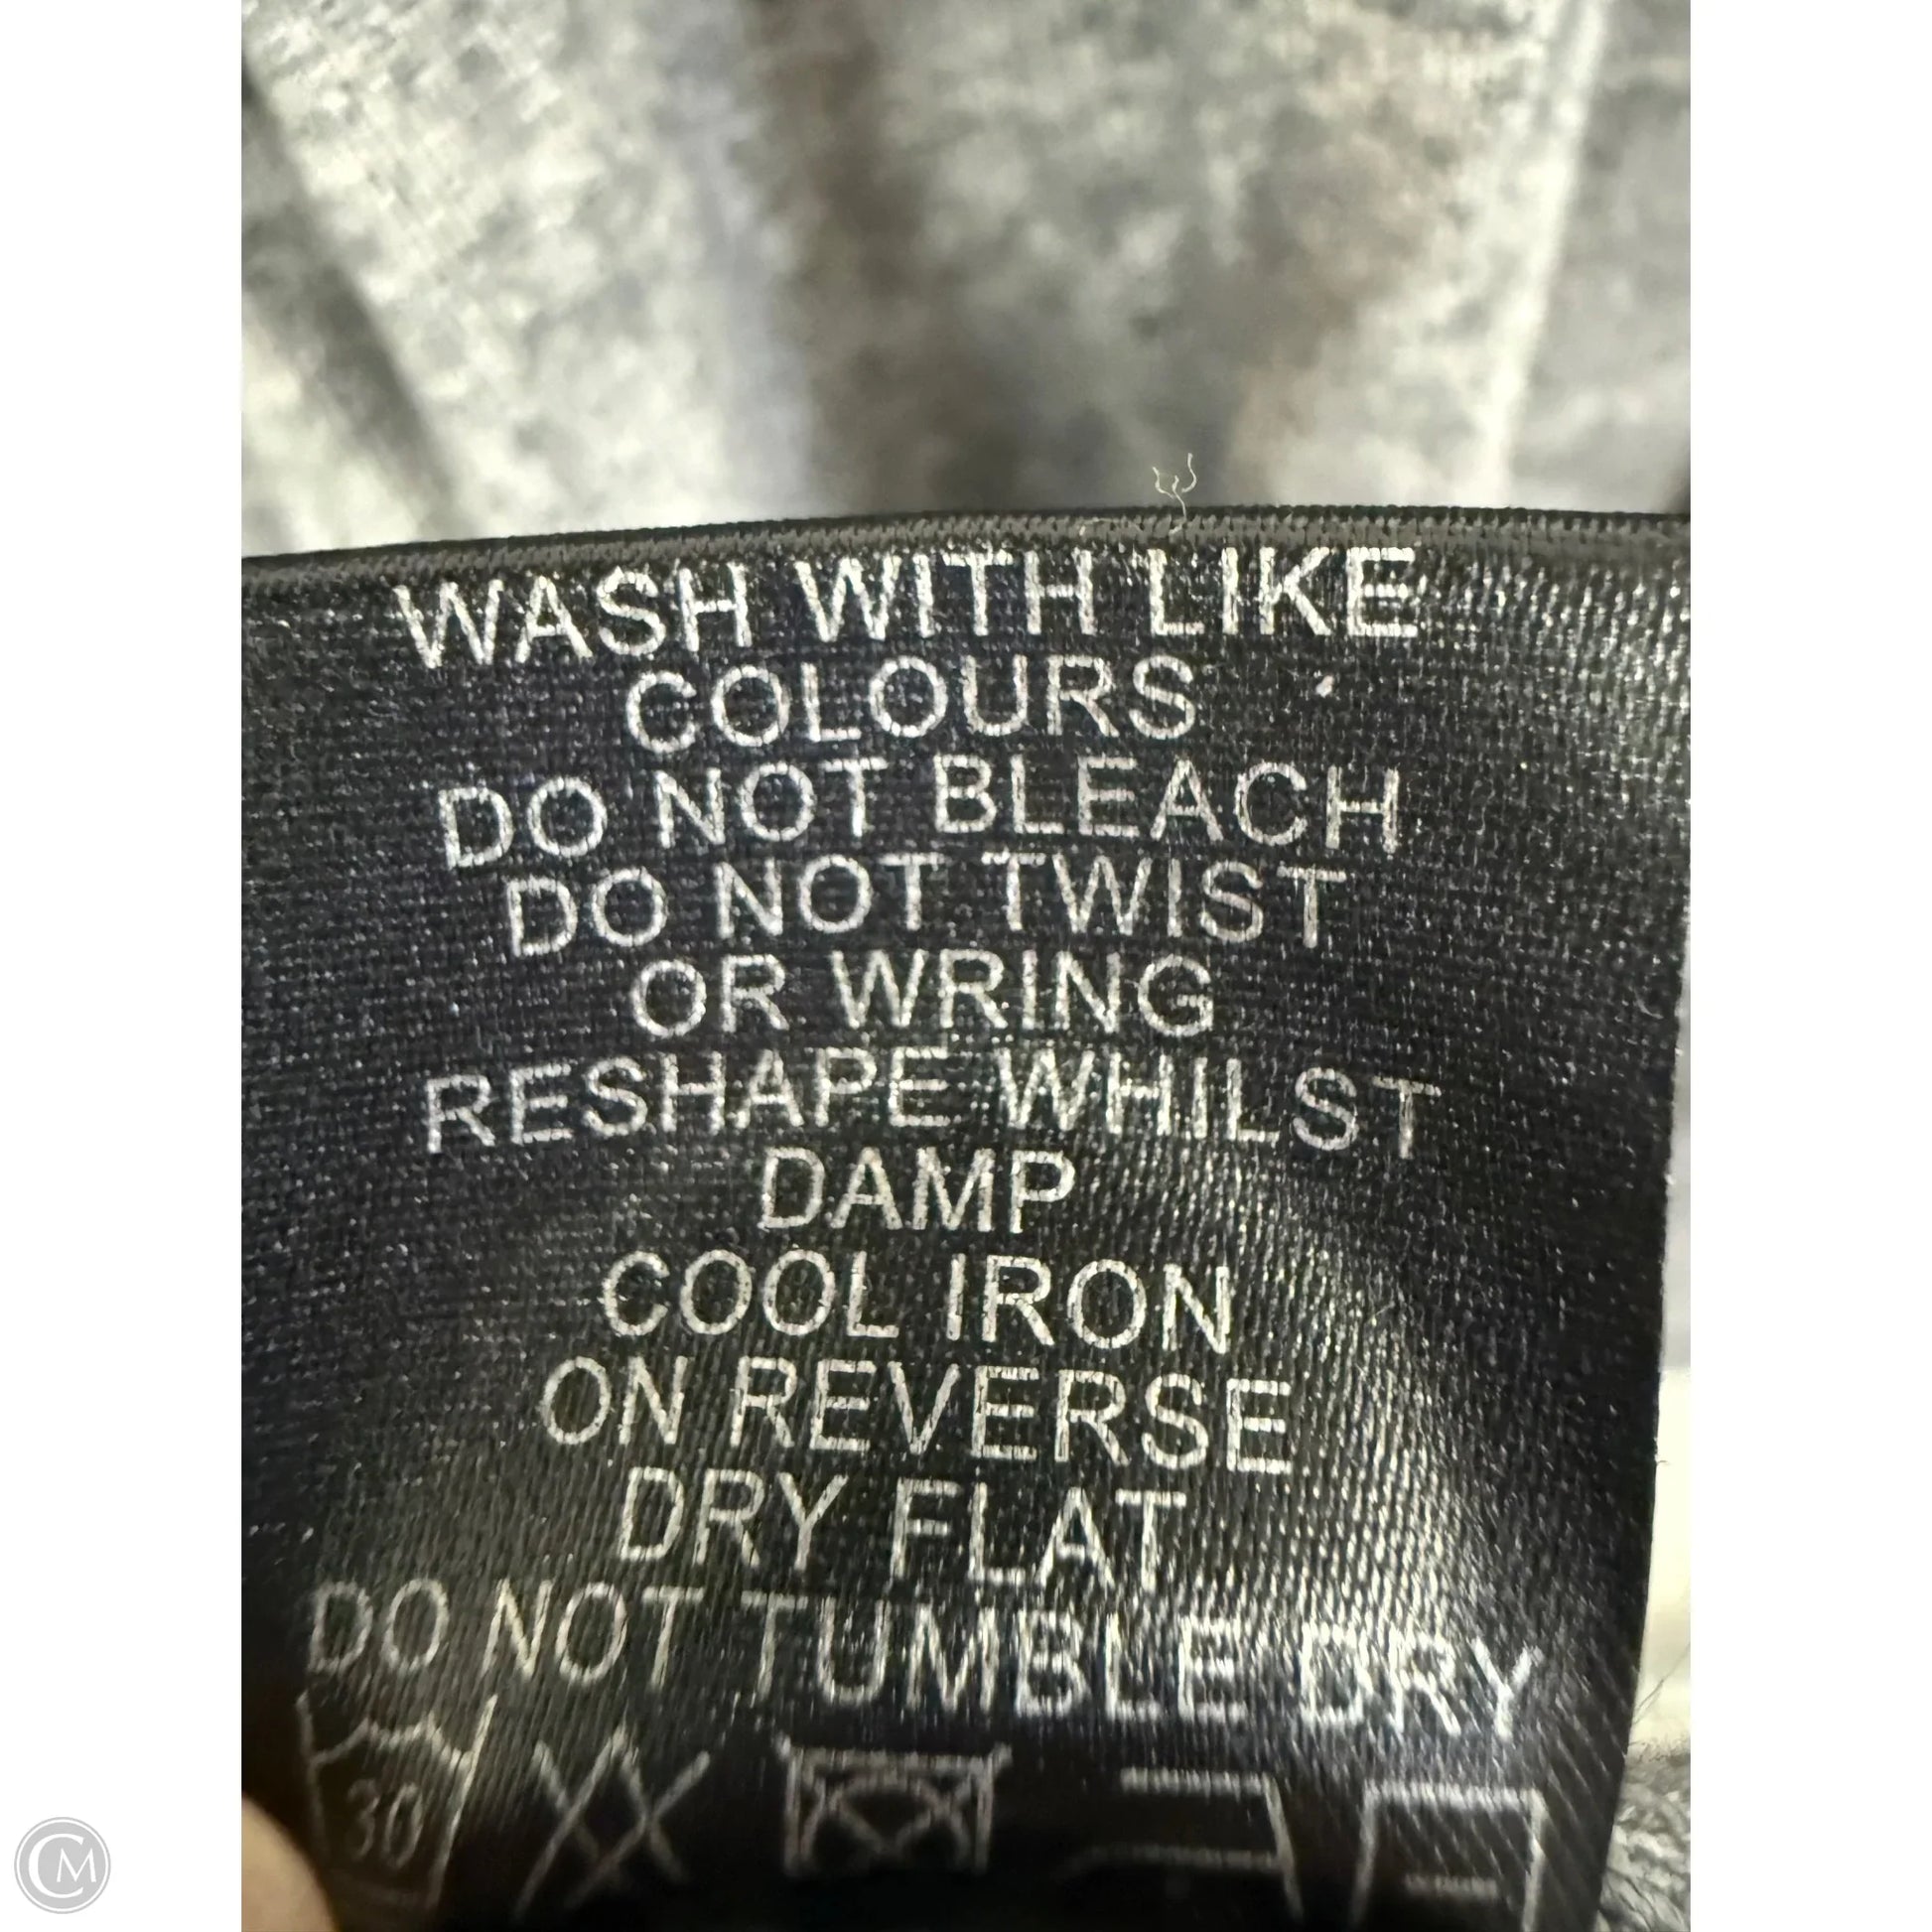 WASH WITH LIKE
COLOURS
DO NOT BLEACH
DO NOT TWIST
OR WRING
RESHAPE WHILST
DAMP
COOL IRON
ON REVERSE
DRY FLAT
DO NOT TUMBLE DRY
30
CM